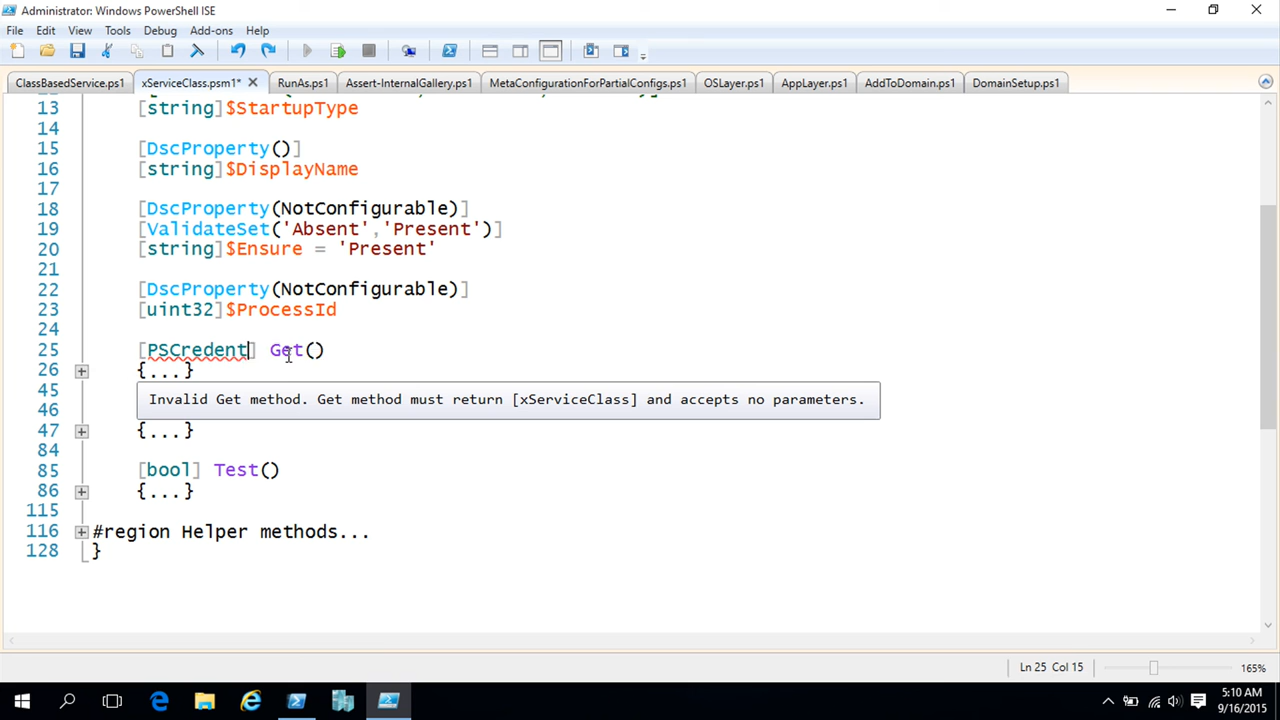 Administrator: Windows PowerShell ISE
File Edit View Tools Debug Add-ons Help
ClassBasedService.ps1 xServiceClass.psm1* RunAs.ps1 Assert-InternalGallery.ps1 MetaConfigurationForPartialConfigs.ps1 OSLayer.ps1 AppLayer.ps1 AddToDomain.ps1 DomainSetup.ps1
13 [string]$StartupType
14
15 [DscProperty()]
16 [string]$DisplayName
17
18 [DscProperty(NotConfigurable)]
19 [ValidateSet('Absent','Present')]
20 [string]$Ensure = 'Present'
21
22 [DscProperty(NotConfigurable)]
23 [uint32]$ProcessId
24
25 [PSCredent] Get()
26 {...}
45 Invalid Get method. Get method must return [xServiceClass] and accepts no parameters.
46
47 {...}
84
85 [bool] Test()
86 {...}
115
116 #region Helper methods...
128 }
Ln 25 Col 15 165%
5:10 AM
9/16/2015